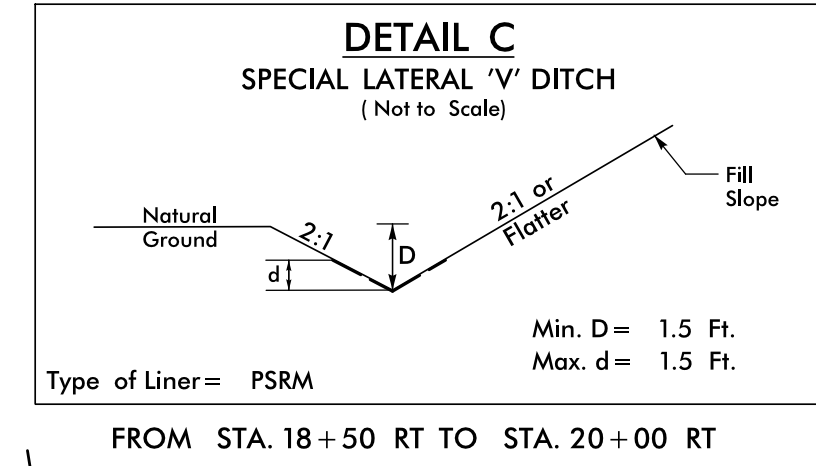 DETAIL C
SPECIAL LATERAL 'V' DITCH
( Not to Scale)
Natural
Ground
2:1
D
d
2:1 or
Flatter
Fill
Slope
Min. D = 1.5 Ft.
Max. d = 1.5 Ft.
Type of Liner = PSRM
FROM STA. 18+50 RT TO STA. 20+00 RT